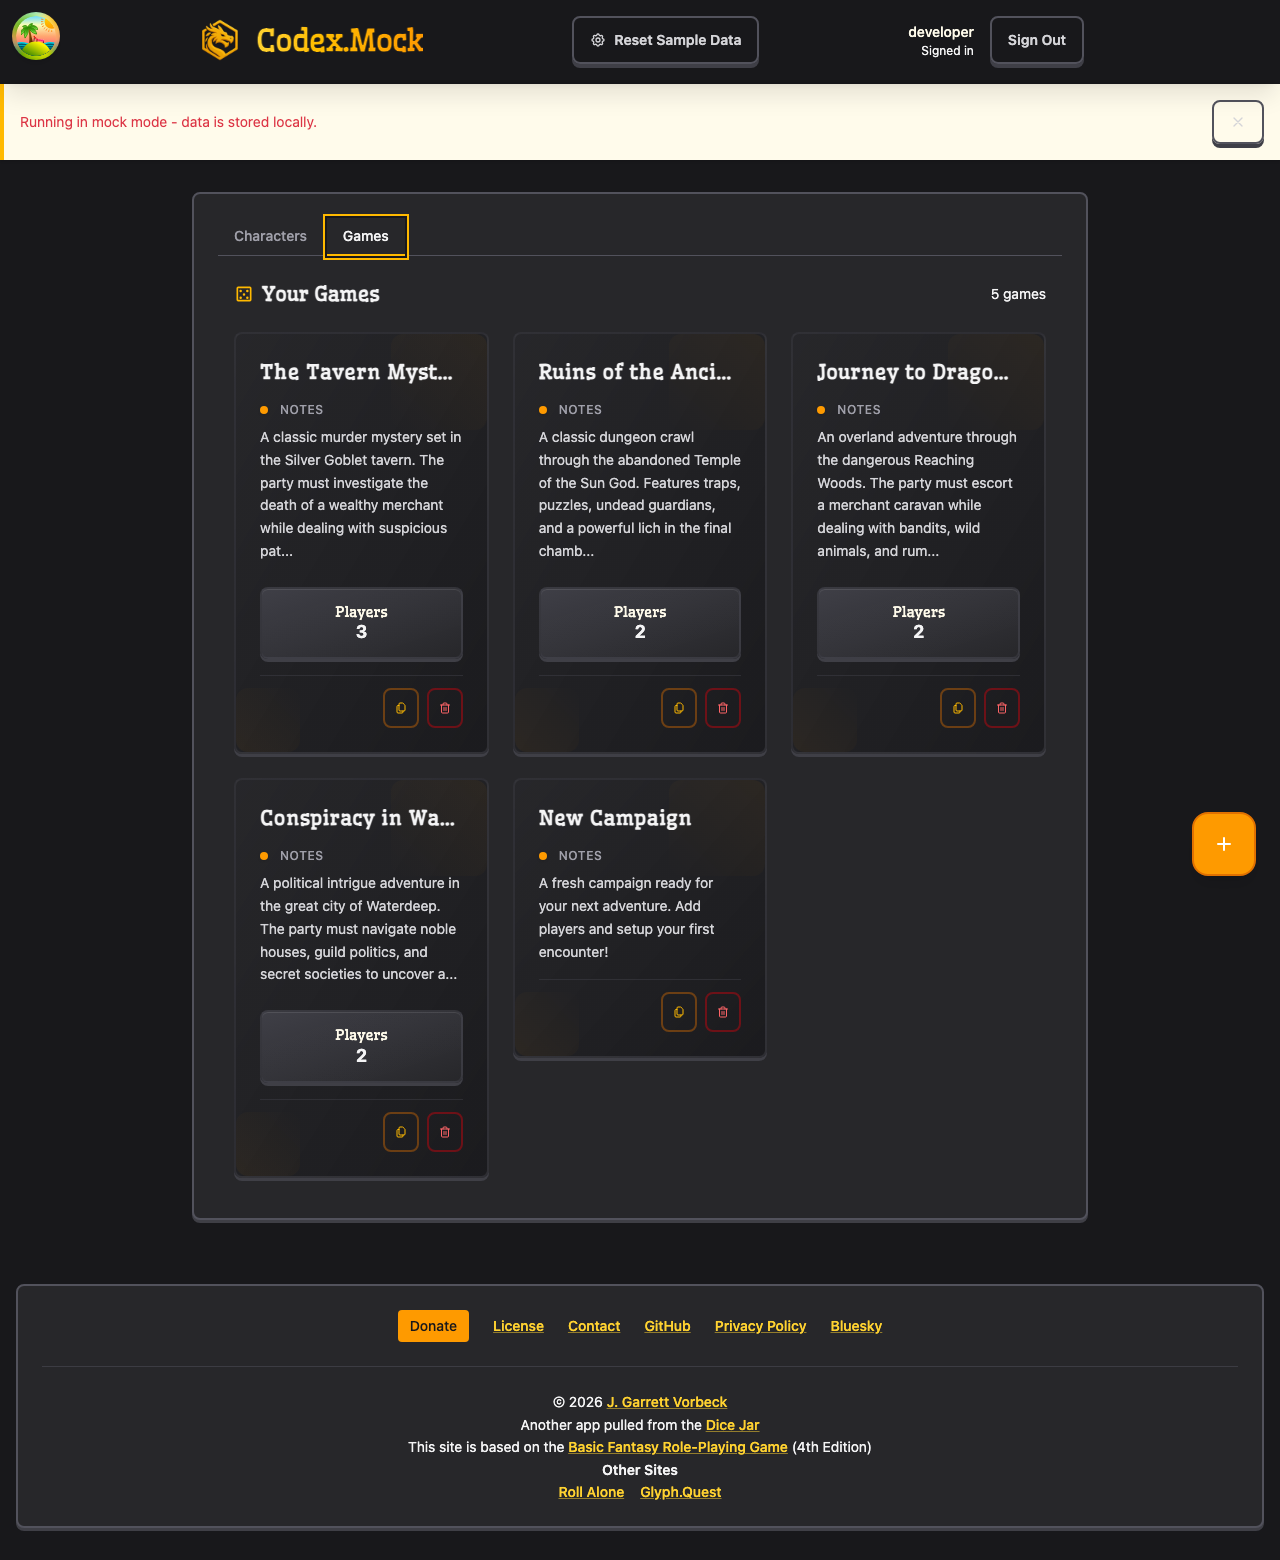 Codex.Mock
Reset Sample Data
developer
Signed in
Sign Out
Running in mock mode - data is stored locally.
Characters
Games
Your Games
5 games
The Tavern Myst...
NOTES
A classic murder mystery set in
the Silver Goblet tavern. The
party must investigate the
death of a wealthy merchant
while dealing with suspicious
pat...
Players
3
Ruins of the Anci...
NOTES
A classic dungeon crawl
through the abandoned Temple
of the Sun God. Features traps,
puzzles, undead guardians,
and a powerful lich in the final
chamb...
Players
2
Journey to Drago...
NOTES
An overland adventure through
the dangerous Reaching
Woods. The party must escort
a merchant caravan while
dealing with bandits, wild
animals, and rum...
Players
2
Conspiracy in Wa...
NOTES
A political intrigue adventure in
the great city of Waterdeep.
The party must navigate noble
houses, guild politics, and
secret societies to uncover a...
Players
2
New Campaign
NOTES
A fresh campaign ready for
your next adventure. Add
players and setup your first
encounter!
Donate
License
Contact
GitHub
Privacy Policy
Bluesky
© 2026 J. Garrett Vorbeck
Another app pulled from the Dice Jar
This site is based on the Basic Fantasy Role-Playing Game (4th Edition)
Other Sites
Roll Alone
Glyph.Quest